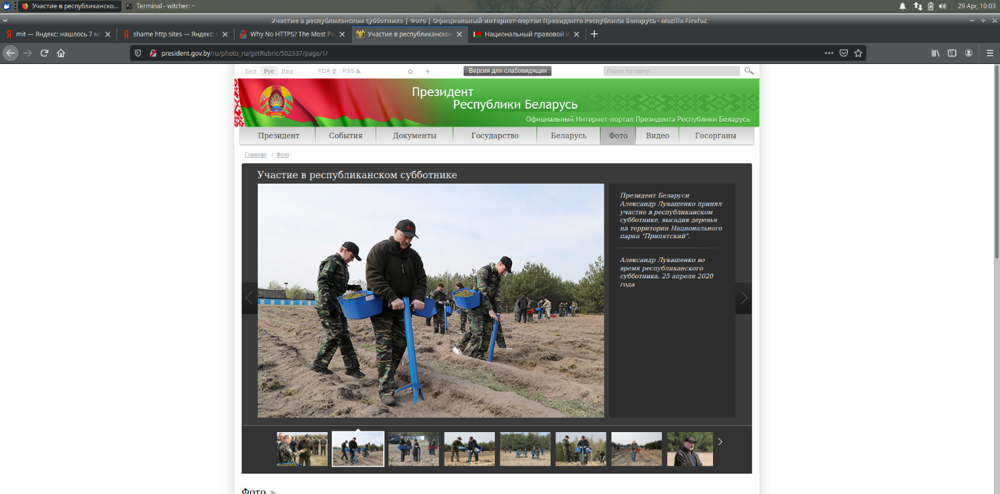 Участие в республиканско...
Terminal - witcher: ~
29 Apr, 10:03
Участие в республиканском субботнике | Фото | Официальный интернет-портал Президента Республики Беларусь - Mozilla Firefox
mit — Яндекс: нашлось 7 мл
shame http sites — Яндекс: н
Why No HTTPS? The Most Po
Участие в республиканском
Национальный правовой И
president.gov.by/ru/photo_ru/getRubric/502337/page/1/
Бел
Рус
Eng
PDA
RSS
Версия для слабовидящих
Поиск по сайту
Президент
Республики Беларусь
Официальный Интернет-портал Президента Республики Беларусь
Президент
События
Документы
Государство
Беларусь
Фото
Видео
Госорганы
Главная / Фото
Участие в республиканском субботнике
Президент Беларуси
Александр Лукашенко принял
участие в республиканском
субботнике, высадив деревья
на территории Национального
парка "Припятский".
Александр Лукашенко во
время республиканского
субботника, 25 апреля 2020
года
Фото